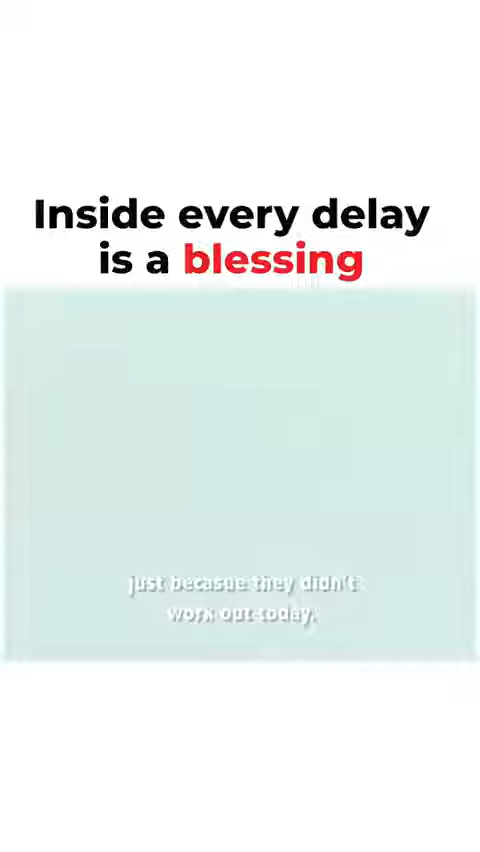 Inside every delay
is a blessing
just becasue they didn't
work out today.